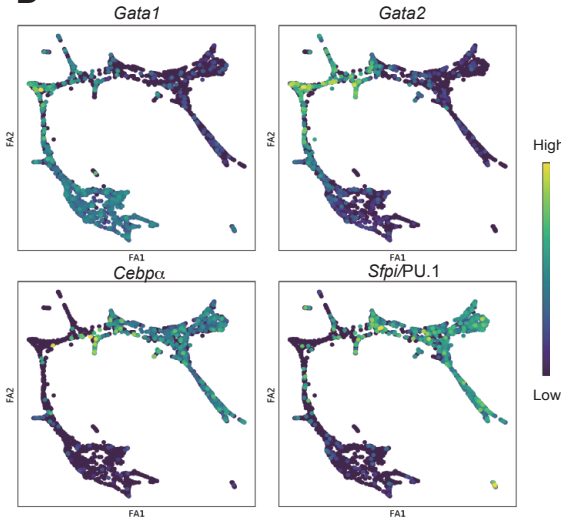 Gata1
Gata2
FA2
FA1
FA1
High
Low
Cebpα
Sfpi/PU.1
FA2
FA2
FA2
FA1
FA1